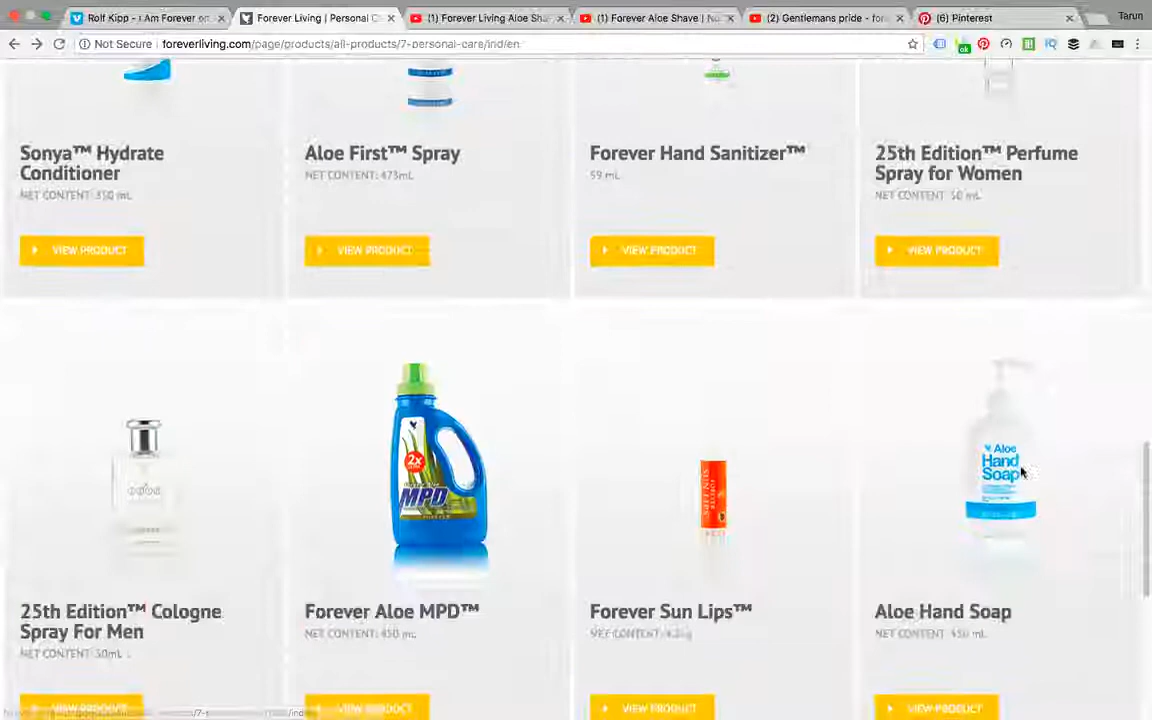 Rolf Kipp - I Am Forever on
Forever Living | Personal C
(1) Forever Living Aloe Sh
(1) Forever Aloe Shave | Nu
(2) Gentlemans pride - for
(6) Pinterest
Tarun
Not Secure | foreverliving.com/page/products/all-products/7-personal-care/ind/en
ok
Sonya™ Hydrate
Conditioner
NET CONTENT: 350 mL
VIEW PRODUCT
Aloe First™ Spray
NET CONTENT: 473mL
VIEW PRODUCT
Forever Hand Sanitizer™
59 mL
VIEW PRODUCT
25th Edition™ Perfume
Spray for Women
NET CONTENT: 50 mL
VIEW PRODUCT
25th Edition™ Cologne
Spray For Men
NET CONTENT: 50mL
VIEW PRODUCT
2x
MPD
Forever Aloe MPD™
NET CONTENT: 450 mL
VIEW PRODUCT
SUN LIPS
Forever Sun Lips™
NET CONTENT:
VIEW PRODUCT
Aloe
Hand
Soap
Aloe Hand Soap
NET CONTENT: 450 mL
VIEW PRODUCT